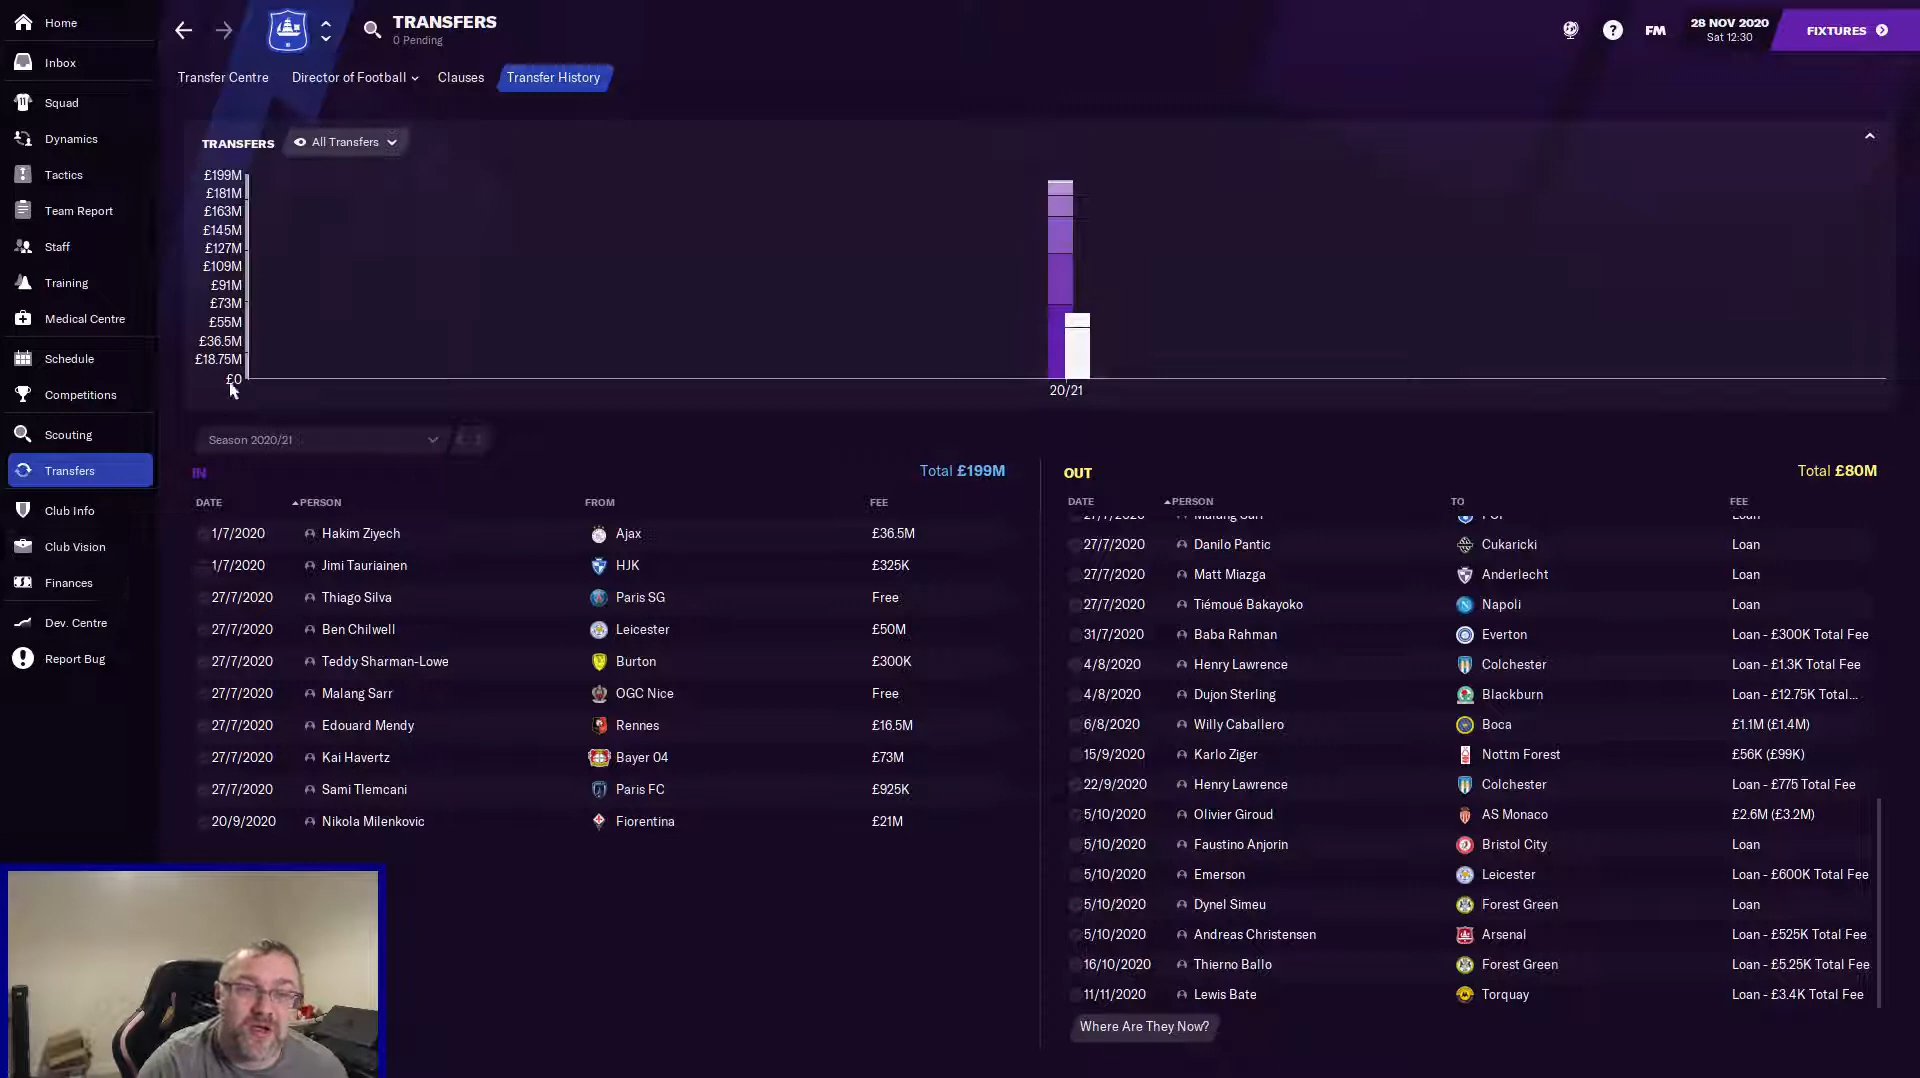 Home
Inbox
Squad
Dynamics
Tactics
Team Report
Staff
Training
Medical Centre
Schedule
Competitions
Scouting
Transfers
Club Info
Club Vision
Finances
Dev. Centre
Report Bug
TRANSFERS
0 Pending
FM
28 NOV 2020
Sat 12:30
FIXTURES
Transfer Centre Director of Football Clauses Transfer History
TRANSFERS All Transfers
£199M
£181M
£163M
£145M
£127M
£109M
£91M
£73M
£55M
£36.5M
£18.75M
£0
20/21
Season 2020/21
IN Total £199M
DATE PERSON FROM FEE
1/7/2020 Hakim Ziyech Ajax £36.5M
1/7/2020 Jimi Tauriainen HJK £325K
27/7/2020 Thiago Silva Paris SG Free
27/7/2020 Ben Chilwell Leicester £50M
27/7/2020 Teddy Sharman-Lowe Burton £300K
27/7/2020 Malang Sarr OGC Nice Free
27/7/2020 Edouard Mendy Rennes £16.5M
27/7/2020 Kai Havertz Bayer 04 £73M
27/7/2020 Sami Tlemcani Paris FC £925K
20/9/2020 Nikola Milenkovic Fiorentina £21M
OUT Total £80M
DATE PERSON TO FEE
27/7/2020 Danilo Pantic Cukaricki Loan
27/7/2020 Matt Miazga Anderlecht Loan
27/7/2020 Tiémoué Bakayoko Napoli Loan
31/7/2020 Baba Rahman Everton Loan - £300K Total Fee
4/8/2020 Henry Lawrence Colchester Loan - £1.3K Total Fee
4/8/2020 Dujon Sterling Blackburn Loan - £12.75K Total...
6/8/2020 Willy Caballero Boca £1.1M (£1.4M)
15/9/2020 Karlo Ziger Nottm Forest £56K (£99K)
22/9/2020 Henry Lawrence Colchester Loan - £775 Total Fee
5/10/2020 Olivier Giroud AS Monaco £2.6M (£3.2M)
5/10/2020 Faustino Anjorin Bristol City Loan
5/10/2020 Emerson Leicester Loan - £600K Total Fee
5/10/2020 Dynel Simeu Forest Green Loan
5/10/2020 Andreas Christensen Arsenal Loan - £525K Total Fee
16/10/2020 Thierno Ballo Forest Green Loan - £5.25K Total Fee
11/11/2020 Lewis Bate Torquay Loan - £3.4K Total Fee
Where Are They Now?